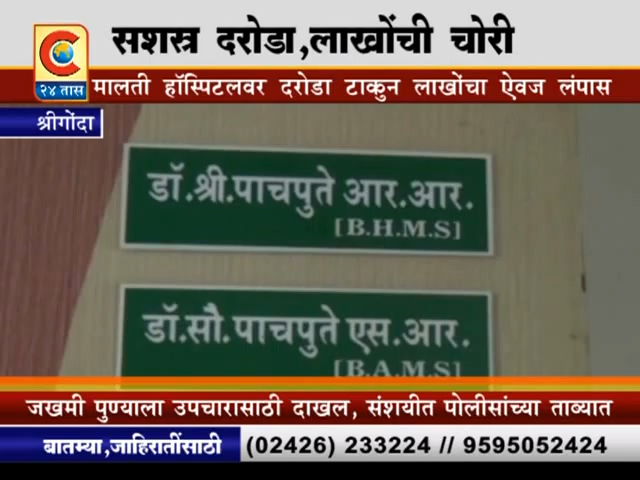 सशस्त्र दरोडा,लाखोंची चोरी
C
२४ तास
मालती हॉस्पिटलवर दरोडा टाकुन लाखोंचा ऐवज लंपास
श्रीगोंदा
डॉ.श्री.पाचपुते आर.आर.
[B.H.M.S]
डॉ.सौ.पाचपुते एस.आर.
[B.A.M.S]
जखमी पुण्याला उपचारासाठी दाखल, संशयीत पोलीसांच्या ताब्यात
बातम्या,जाहिरातींसाठी (02426) 233224 // 9595052424